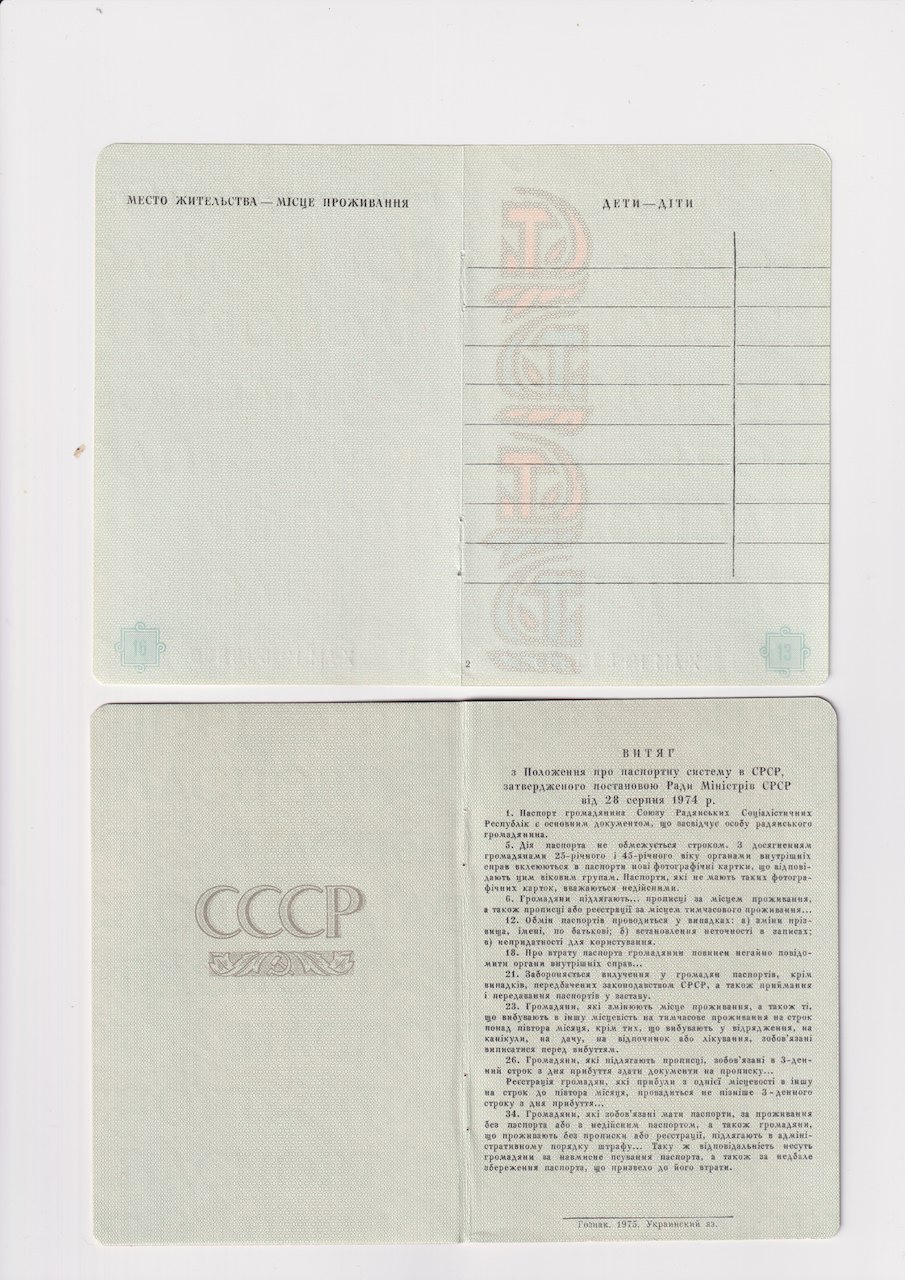 МЕСТО ЖИТЕЛЬСТВА — МІСЦЕ ПРОЖИВАННЯ
16
ДЕТИ — ДІТИ
2
13
СССР
ВИТЯГ
з Положення про паспортну систему в СРСР,
затвердженого постановою Ради Міністрів СРСР
від 28 серпня 1974 р.
1. Паспорт громадянина Союзу Радянських Соціалістичних
Республік є основним документом, що засвідчує особу радянського
громадянина.
5. Дія паспорта не обмежується строком. З досягненням
громадянами 25-річного і 45-річного віку органами внутрішніх
справ вклеюються в паспорти нові фотографічні картки, що відпові-
дають цим віковим групам. Паспорти, які не мають таких фотогра-
фічних карток, вважаються недійсними.
6. Громадяни підлягають... прописці за місцем проживання,
а також прописці або реєстрації за місцем тимчасового проживання...
12. Обмін паспортів проводиться у випадках: а) зміни пріз-
вища, імені, по батькові; б) встановлення неточності в записах;
в) непридатності для користування.
18. Про втрату паспорта громадянин повинен негайно повідо-
мити органи внутрішніх справ...
21. Забороняється вилучення у громадян паспортів, крім
випадків, передбачених законодавством СРСР, а також приймання
і передавання паспортів у заставу.
23. Громадяни, які змінюють місце проживання, а також ті,
що вибувають в іншу місцевість на тимчасове проживання на строк
понад півтора місяця, крім тих, що вибувають у відрядження, на
канікули, на дачу, на відпочинок або лікування, зобов'язані
виписатися перед вибуттям.
26. Громадяни, які підлягають прописці, зобов'язані в 3-ден-
ний строк з дня прибуття здати документи на прописку...
Реєстрація громадян, які прибули з однієї місцевості в іншу
на строк до півтора місяця, провадиться не пізніше 3-денного
строку з дня прибуття...
34. Громадяни, які зобов'язані мати паспорти, за проживання
без паспорта або з недійсним паспортом, а також громадяни,
що проживають без прописки або реєстрації, підлягають в адміні-
стративному порядку штрафу... Таку ж відповідальність несуть
громадяни за навмисне псування паспорта, а також за недбале
збереження паспорта, що призвело до його втрати.
Гознак. 1975. Украинский яз.